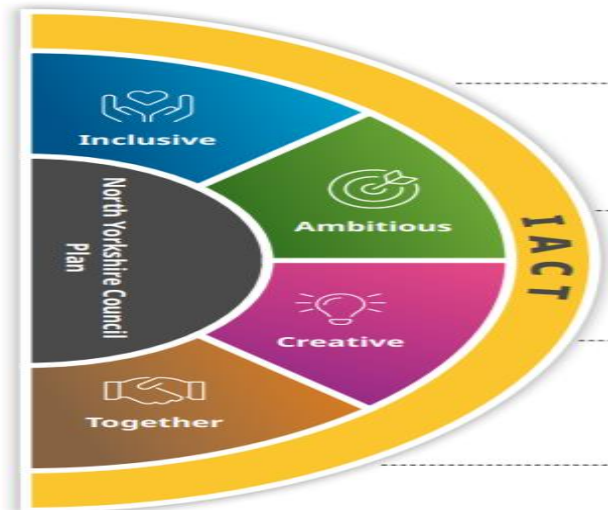 Inclusive
Ambitious
IACT
North Yorkshire Council
Plan
Creative
Together